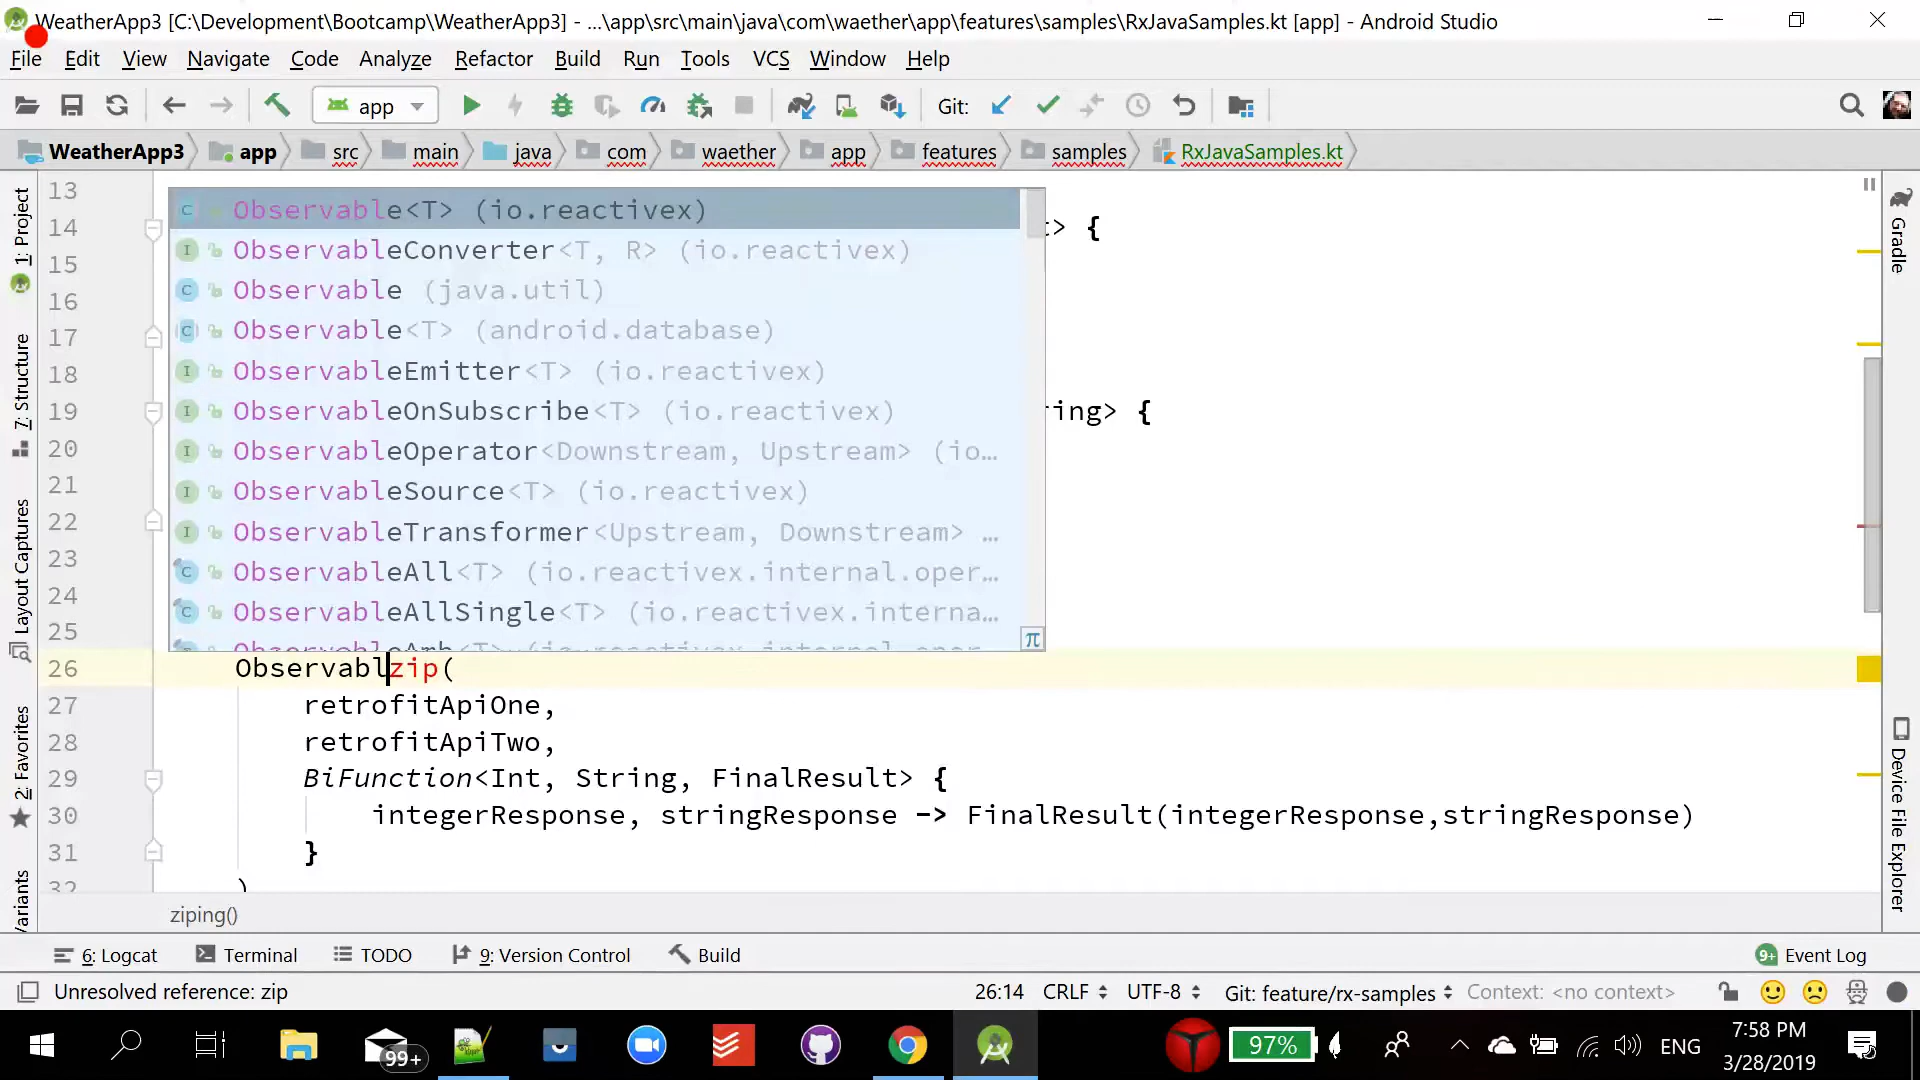 WeatherApp3 [C:\Development\Bootcamp\WeatherApp3] - ...\app\src\main\java\com\waether\app\features\samples\RxJavaSamples.kt [app] - Android Studio
File Edit View Navigate Code Analyze Refactor Build Run Tools VCS Window Help
app Git:
WeatherApp3 app src main java com waether app features samples RxJavaSamples.kt
1: Project
7: Structure
Layout Captures
2: Favorites
Gradle
Device File Explorer
13
Observable<T> (io.reactivex)
14 > {
ObservableConverter<T, R> (io.reactivex)
15
Observable (java.util)
16
Observable<T> (android.database)
17
ObservableEmitter<T> (io.reactivex)
18
ObservableOnSubscribe<T> (io.reactivex)
19 ing> {
ObservableOperator<Downstream, Upstream> (io…
20
ObservableSource<T> (io.reactivex)
21
ObservableTransformer<Upstream, Downstream> …
22
ObservableAll<T> (io.reactivex.internal.oper…
23
ObservableAllSingle<T> (io.reactivex.interna…
24
25
π
26 Observablzip(
27 retrofitApiOne,
28 retrofitApiTwo,
29 BiFunction<Int, String, FinalResult> {
30 integerResponse, stringResponse -> FinalResult(integerResponse,stringResponse)
31 }
32 )
ziping()
6: Logcat Terminal TODO 9: Version Control Build 9+ Event Log
Unresolved reference: zip 26:14 CRLF UTF-8 Git: feature/rx-samples Context: <no context>
99+ 97% ENG 7:58 PM
3/28/2019